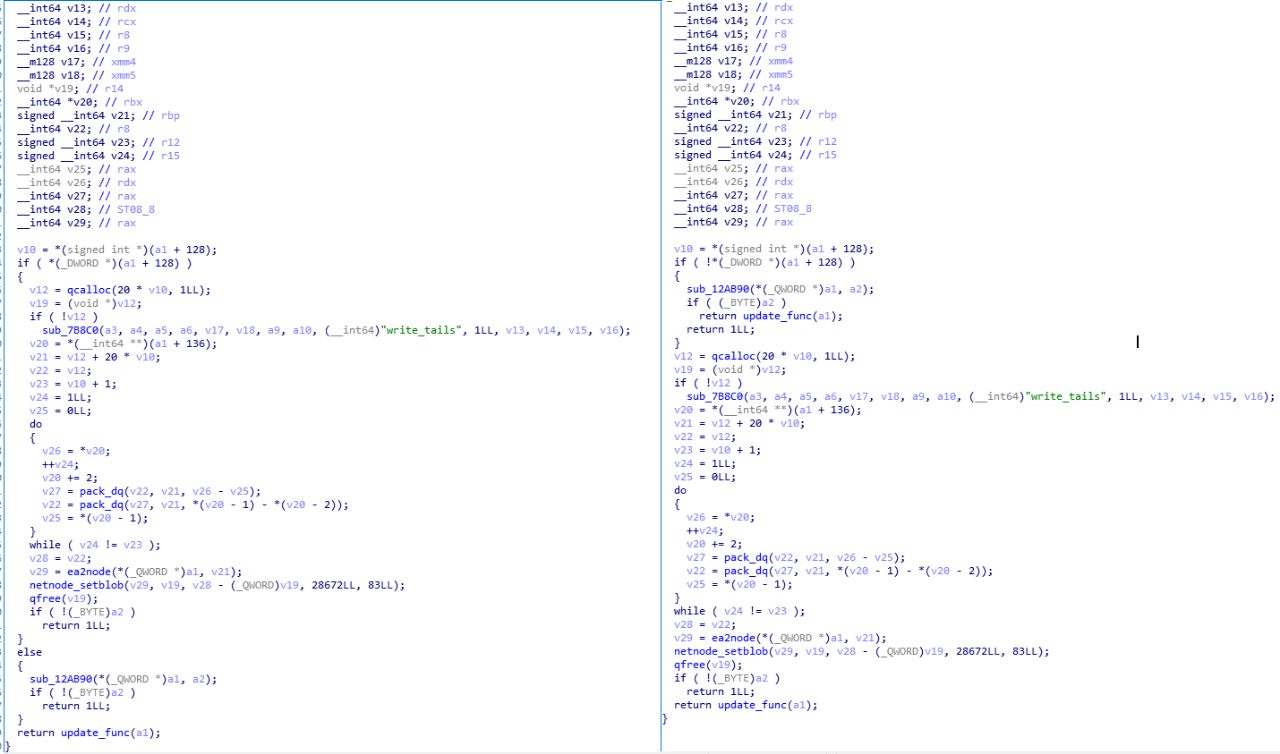 __int64 v13; // rdx
__int64 v14; // rcx
__int64 v15; // r8
__int64 v16; // r9
__m128 v17; // xmm4
__m128 v18; // xmm5
void *v19; // r14
__int64 *v20; // rbx
signed __int64 v21; // rbp
__int64 v22; // r8
signed __int64 v23; // r12
signed __int64 v24; // r15
__int64 v25; // rax
__int64 v26; // rdx
__int64 v27; // rax
__int64 v28; // ST08_8
__int64 v29; // rax
v10 = *(signed int *)(a1 + 128);
if ( *(_DWORD *)(a1 + 128) )
{
v12 = qcalloc(20 * v10, 1LL);
v19 = (void *)v12;
if ( !v12 )
sub_7B8C0(a3, a4, a5, a6, v17, v18, a9, a10, (__int64)"write_tails", 1LL, v13, v14, v15, v16);
v20 = *(__int64 **)(a1 + 136);
v21 = v12 + 20 * v10;
v22 = v12;
v23 = v10 + 1;
v24 = 1LL;
v25 = 0LL;
do
{
v26 = *v20;
++v24;
v20 += 2;
v27 = pack_dq(v22, v21, v26 - v25);
v22 = pack_dq(v27, v21, *(v20 - 1) - *(v20 - 2));
v25 = *(v20 - 1);
}
while ( v24 != v23 );
v28 = v22;
v29 = ea2node(*(_QWORD *)a1, v21);
netnode_setblob(v29, v19, v28 - (_QWORD)v19, 28672LL, 83LL);
qfree(v19);
if ( !(_BYTE)a2 )
return 1LL;
}
else
{
sub_12AB90(*(_QWORD *)a1, a2);
if ( !(_BYTE)a2 )
return 1LL;
}
return update_func(a1);
}
__int64 v13; // rdx
__int64 v14; // rcx
__int64 v15; // r8
__int64 v16; // r9
__m128 v17; // xmm4
__m128 v18; // xmm5
void *v19; // r14
__int64 *v20; // rbx
signed __int64 v21; // rbp
__int64 v22; // r8
signed __int64 v23; // r12
signed __int64 v24; // r15
__int64 v25; // rax
__int64 v26; // rdx
__int64 v27; // rax
__int64 v28; // ST08_8
__int64 v29; // rax
v10 = *(signed int *)(a1 + 128);
if ( !*(_DWORD *)(a1 + 128) )
{
sub_12AB90(*(_QWORD *)a1, a2);
if ( (_BYTE)a2 )
return update_func(a1);
return 1LL;
}
v12 = qcalloc(20 * v10, 1LL);
v19 = (void *)v12;
if ( !v12 )
sub_7B8C0(a3, a4, a5, a6, v17, v18, a9, a10, (__int64)"write_tails", 1LL, v13, v14, v15, v16);
v20 = *(__int64 **)(a1 + 136);
v21 = v12 + 20 * v10;
v22 = v12;
v23 = v10 + 1;
v24 = 1LL;
v25 = 0LL;
do
{
v26 = *v20;
++v24;
v20 += 2;
v27 = pack_dq(v22, v21, v26 - v25);
v22 = pack_dq(v27, v21, *(v20 - 1) - *(v20 - 2));
v25 = *(v20 - 1);
}
while ( v24 != v23 );
v28 = v22;
v29 = ea2node(*(_QWORD *)a1, v21);
netnode_setblob(v29, v19, v28 - (_QWORD)v19, 28672LL, 83LL);
qfree(v19);
if ( !(_BYTE)a2 )
return 1LL;
return update_func(a1);
}